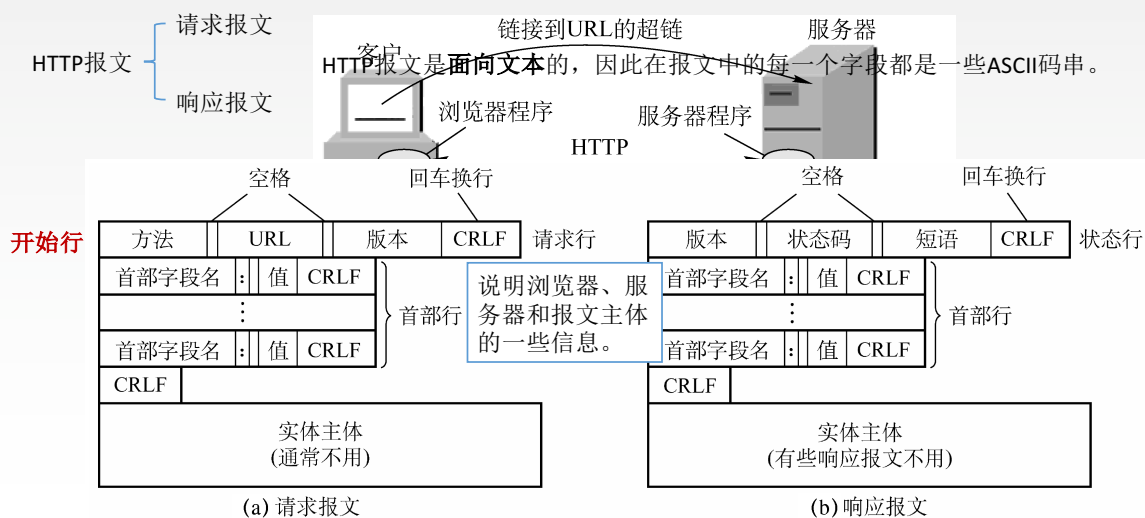 请求报文
HTTP报文
响应报文
链接到URL的超链
服务器
客户
HTTP报文是面向文本的，因此在报文中的每一个字段都是一些ASCII码串。
浏览器程序
服务器程序
HTTP
空格
回车换行
空格
回车换行
开始行
方法 URL 版本 CRLF 请求行
版本 状态码 短语 CRLF 状态行
首部字段名 : 值 CRLF
⋮
首部字段名 : 值 CRLF
首部行
CRLF
实体主体
(通常不用)
(a) 请求报文
说明浏览器、服
务器和报文主体
的一些信息。
首部字段名 : 值 CRLF
⋮
首部字段名 : 值 CRLF
首部行
CRLF
实体主体
(有些响应报文不用)
(b) 响应报文